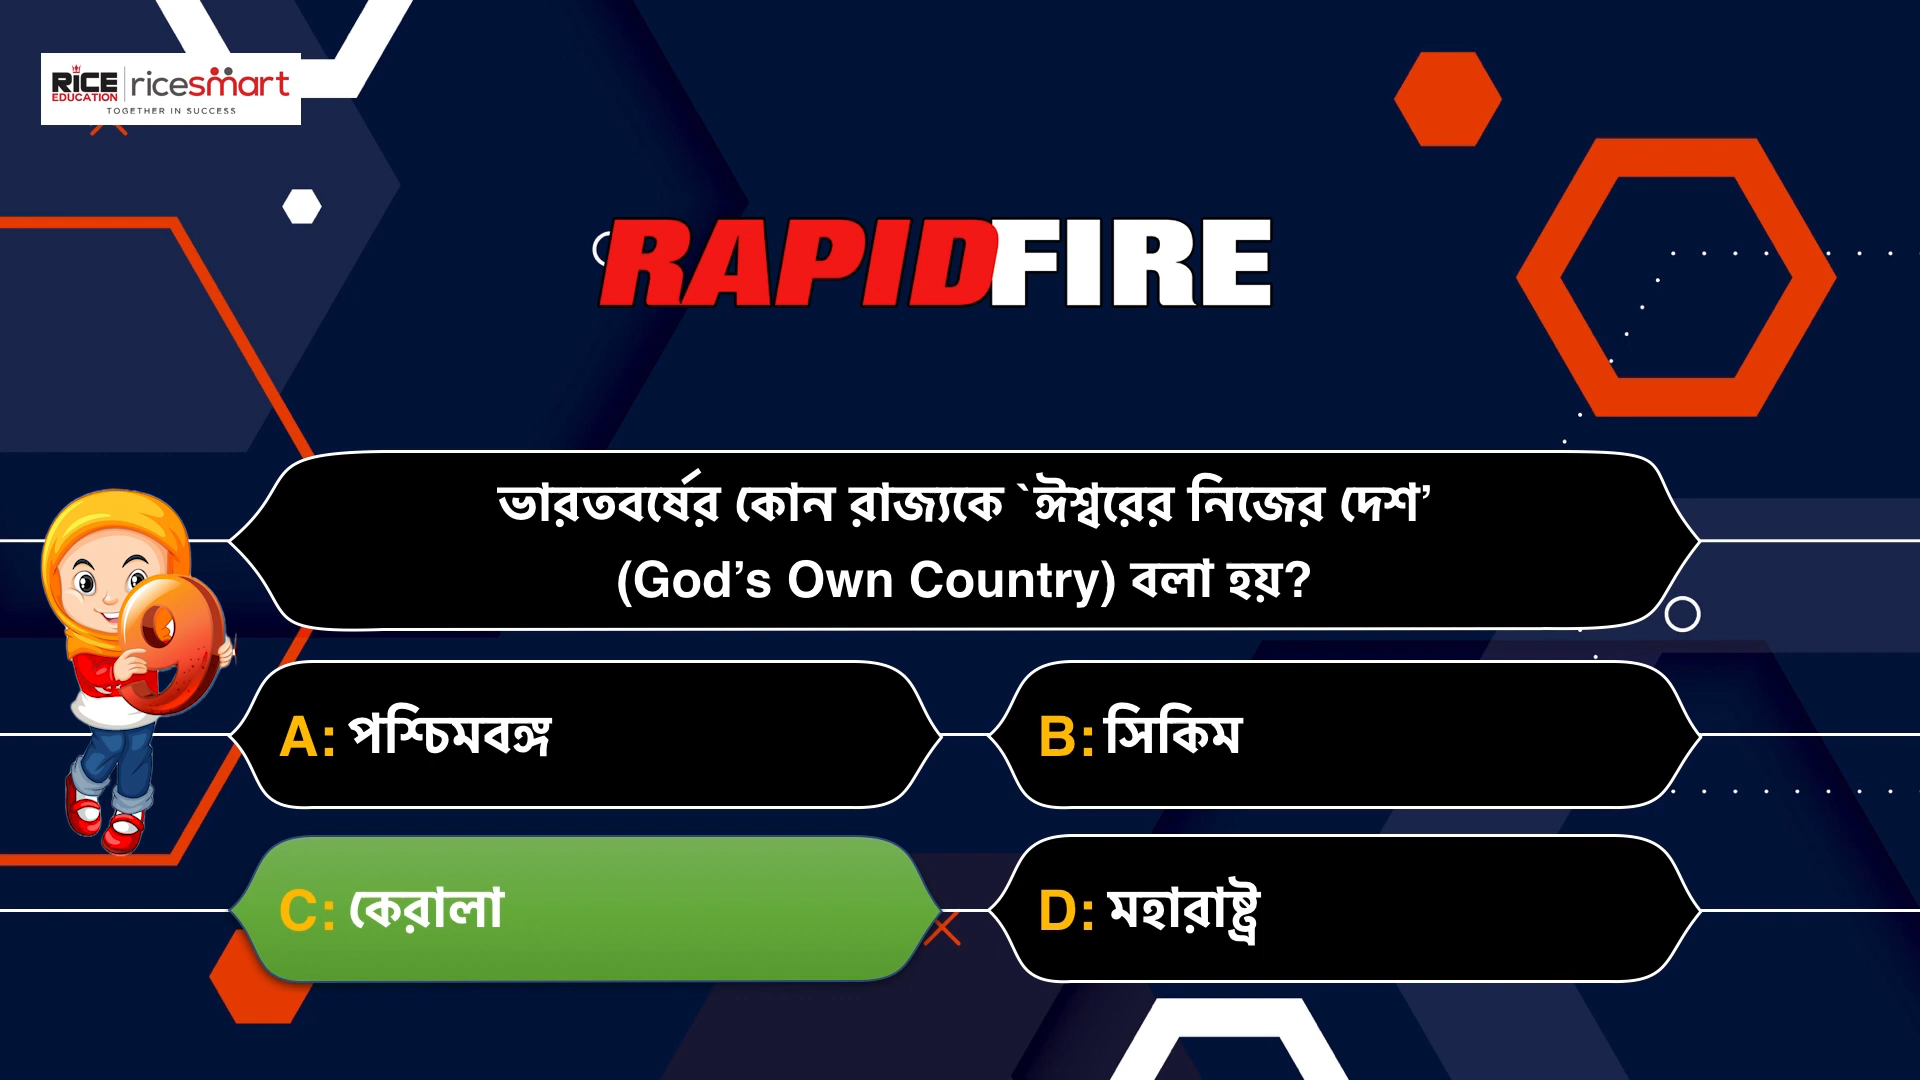 RICE
EDUCATION
ricesmart
TOGETHER IN SUCCESS
RAPIDFIRE
ভারতবর্ষের কোন রাজ্যকে `ঈশ্বরের নিজের দেশ’
(God’s Own Country) বলা হয়?
9
A: পশ্চিমবঙ্গ
B: সিকিম
C: কেরালা
D: মহারাষ্ট্র